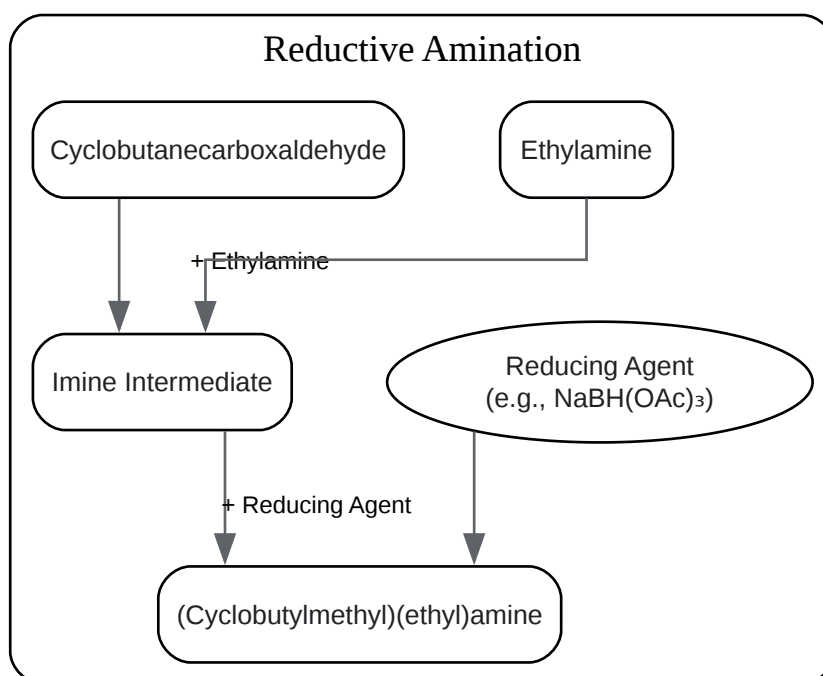 Reductive Amination
Cyclobutanecarboxaldehyde
Ethylamine
+ Ethylamine
Imine Intermediate
Reducing Agent
(e.g., NaBH(OAc)₃)
+ Reducing Agent
(Cyclobutylmethyl)(ethyl)amine